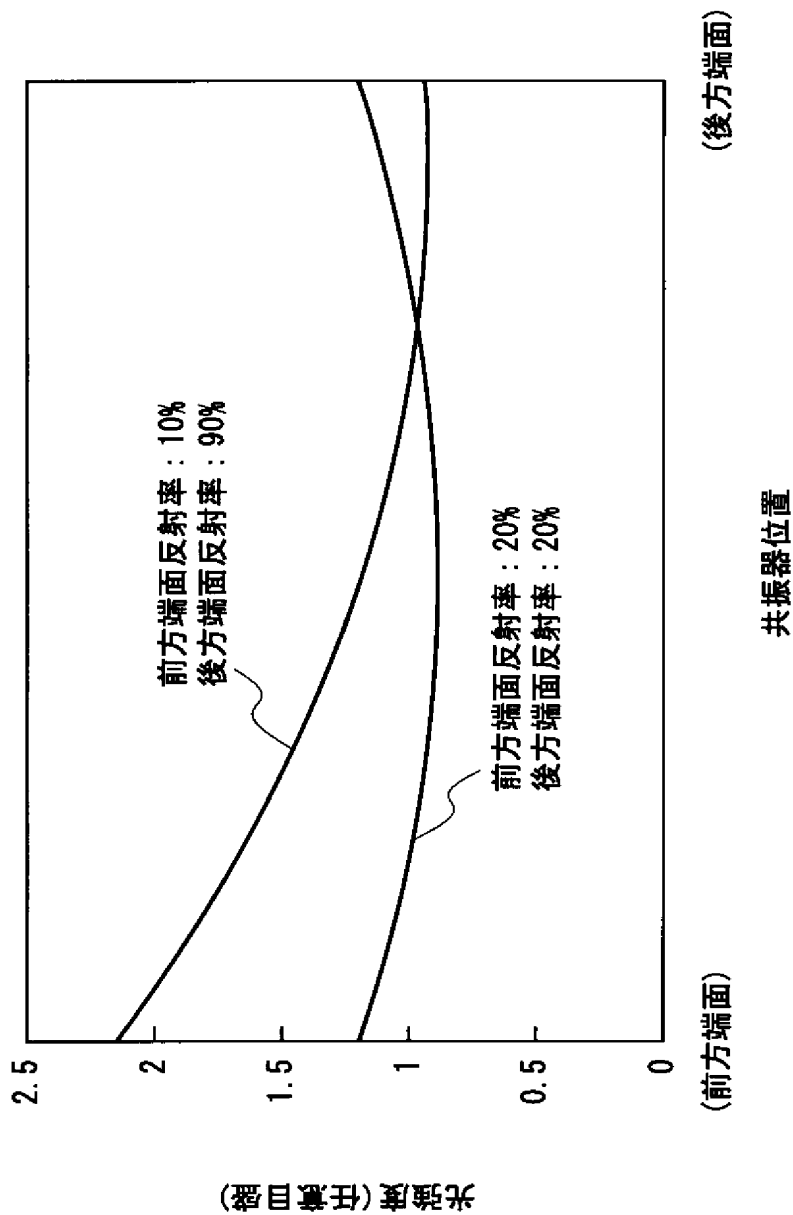 光強度(任意目盛)
2.5
2
1.5
1
0.5
0
前方端面反射率：10%
後方端面反射率：90%
前方端面反射率：20%
後方端面反射率：20%
(前方端面)
(後方端面)
共振器位置